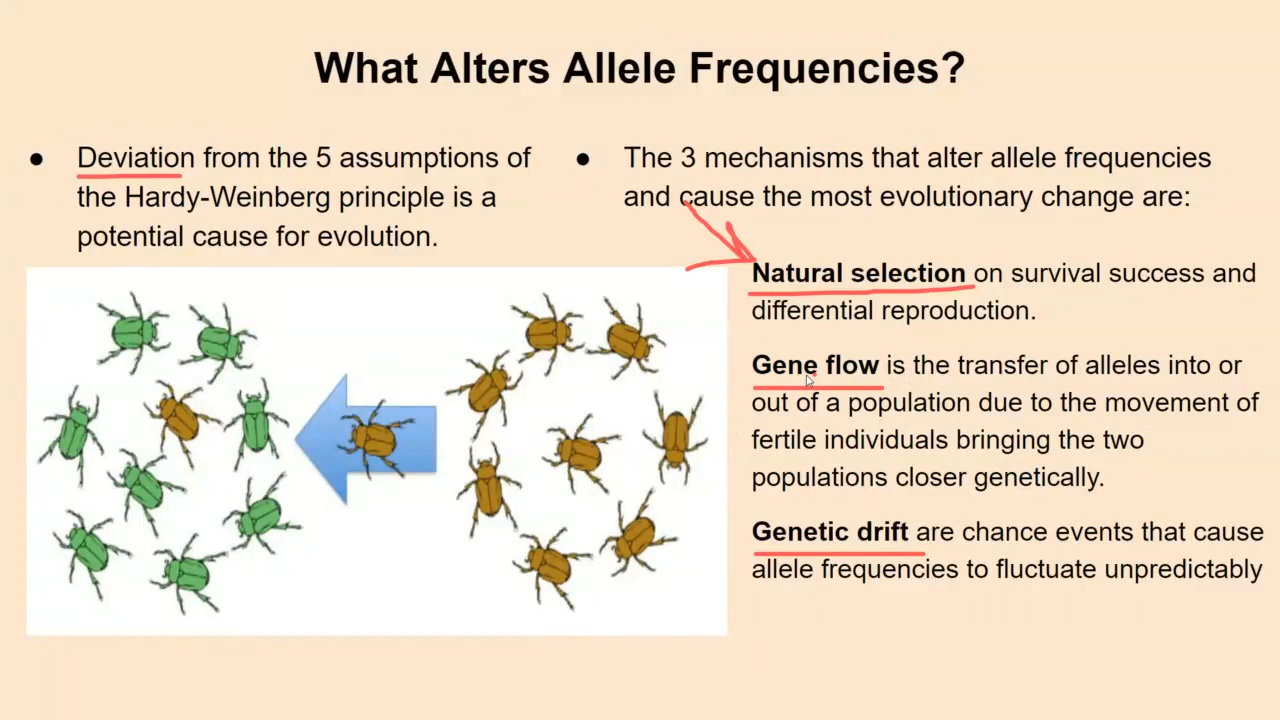 What Alters Allele Frequencies?
● Deviation from the 5 assumptions of
the Hardy-Weinberg principle is a
potential cause for evolution.
● The 3 mechanisms that alter allele frequencies
and cause the most evolutionary change are:
Natural selection on survival success and
differential reproduction.
Gene flow is the transfer of alleles into or
out of a population due to the movement of
fertile individuals bringing the two
populations closer genetically.
Genetic drift are chance events that cause
allele frequencies to fluctuate unpredictably